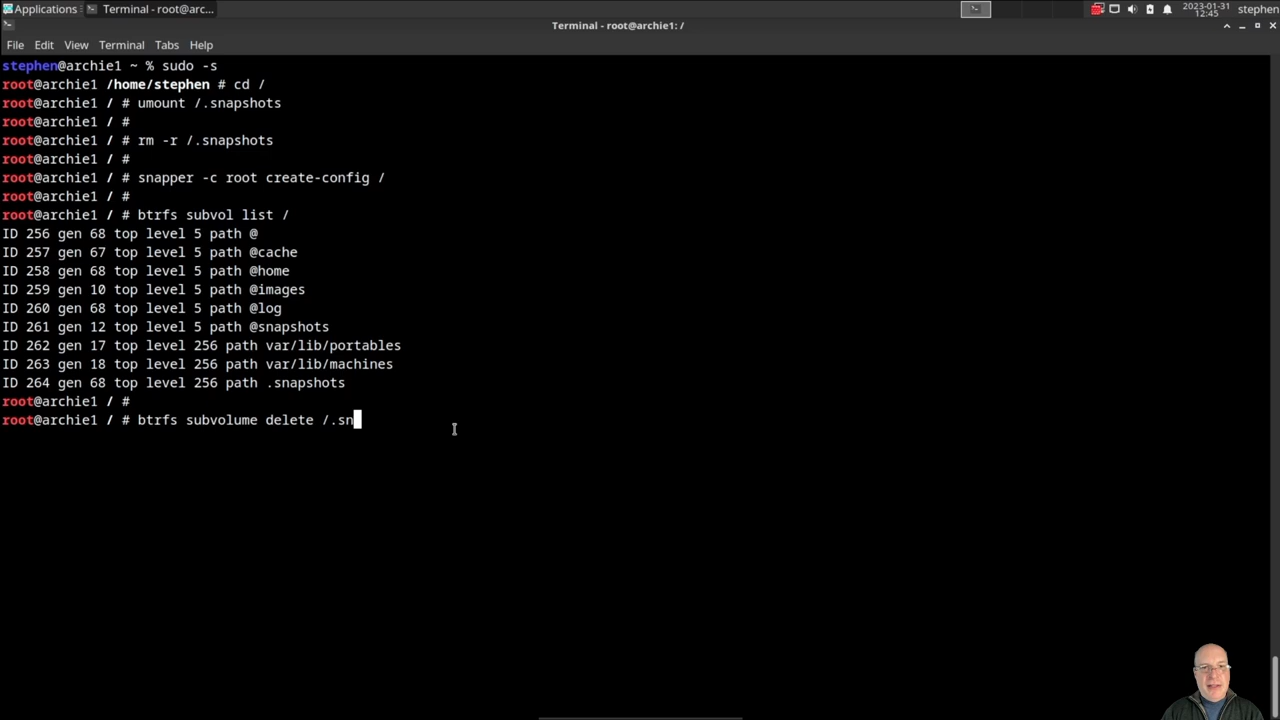 Applications
Terminal - root@arc...
2023-01-31
12:45
stephen
Terminal - root@archie1: /
File Edit View Terminal Tabs Help
stephen@archie1 ~ % sudo -s
root@archie1 /home/stephen # cd /
root@archie1 / # umount /.snapshots
root@archie1 / #
root@archie1 / # rm -r /.snapshots
root@archie1 / #
root@archie1 / # snapper -c root create-config /
root@archie1 / #
root@archie1 / # btrfs subvol list /
ID 256 gen 68 top level 5 path @
ID 257 gen 67 top level 5 path @cache
ID 258 gen 68 top level 5 path @home
ID 259 gen 10 top level 5 path @images
ID 260 gen 68 top level 5 path @log
ID 261 gen 12 top level 5 path @snapshots
ID 262 gen 17 top level 256 path var/lib/portables
ID 263 gen 18 top level 256 path var/lib/machines
ID 264 gen 68 top level 256 path .snapshots
root@archie1 / #
root@archie1 / # btrfs subvolume delete /.sn